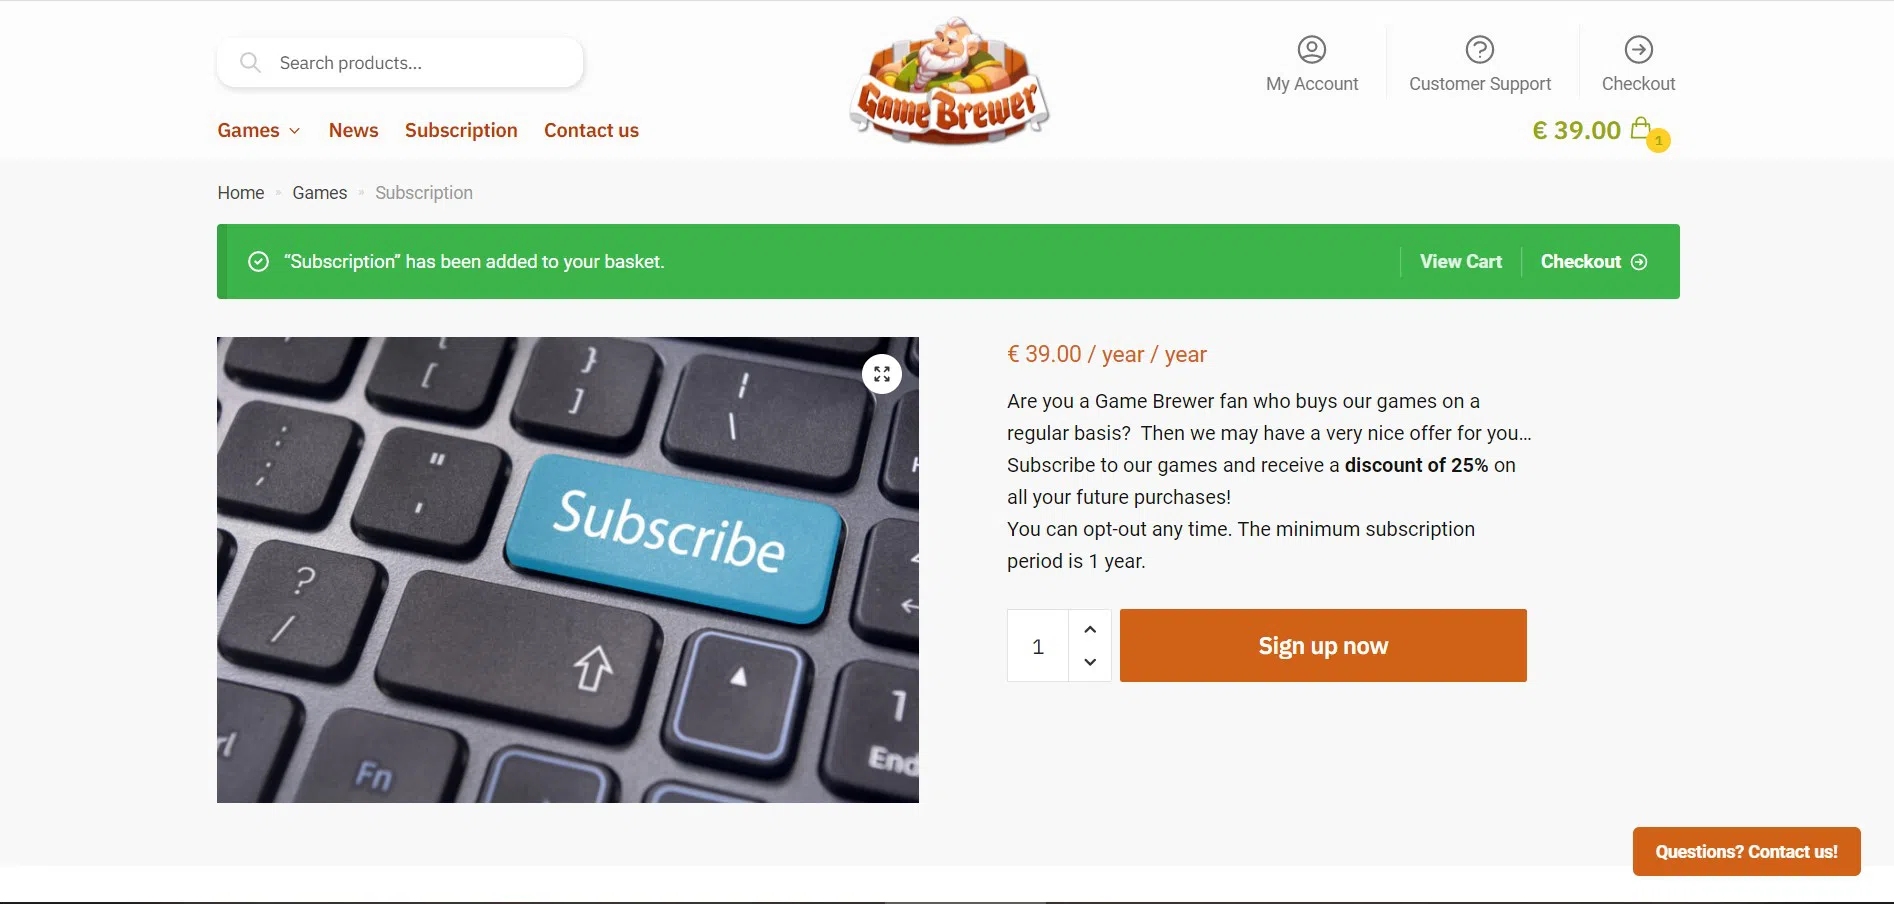 Search products...
Game Brewer
My Account
Customer Support
Checkout
Games
News
Subscription
Contact us
€ 39.00
1
Home » Games » Subscription
“Subscription” has been added to your basket.
View Cart
Checkout
€ 39.00 / year / year
Are you a Game Brewer fan who buys our games on a
regular basis?  Then we may have a very nice offer for you...
Subscribe to our games and receive a discount of 25% on
all your future purchases!
You can opt-out any time. The minimum subscription
period is 1 year.
1
Sign up now
{ [
} ]
| \
: ;
" '
Subscribe
? /
1
End
Fn
Questions? Contact us!